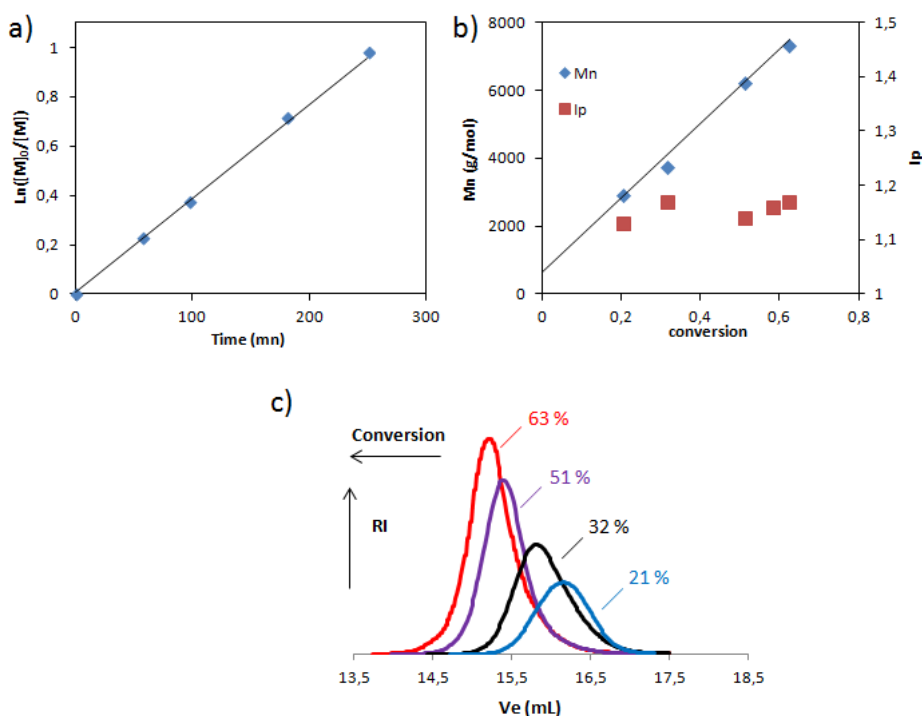 a)
Ln([M]0/[M])
1
0,8
0,6
0,4
0,2
0
0
100
200
300
Time (mn)
b)
Mn (g/mol)
8000
6000
4000
2000
0
Mn
Ip
1,5
1,4
1,3
1,2
1,1
1
Ip
0
0,2
0,4
0,6
0,8
conversion
c)
Conversion
RI
63 %
51 %
32 %
21 %
13,5
14,5
15,5
16,5
17,5
18,5
Ve (mL)